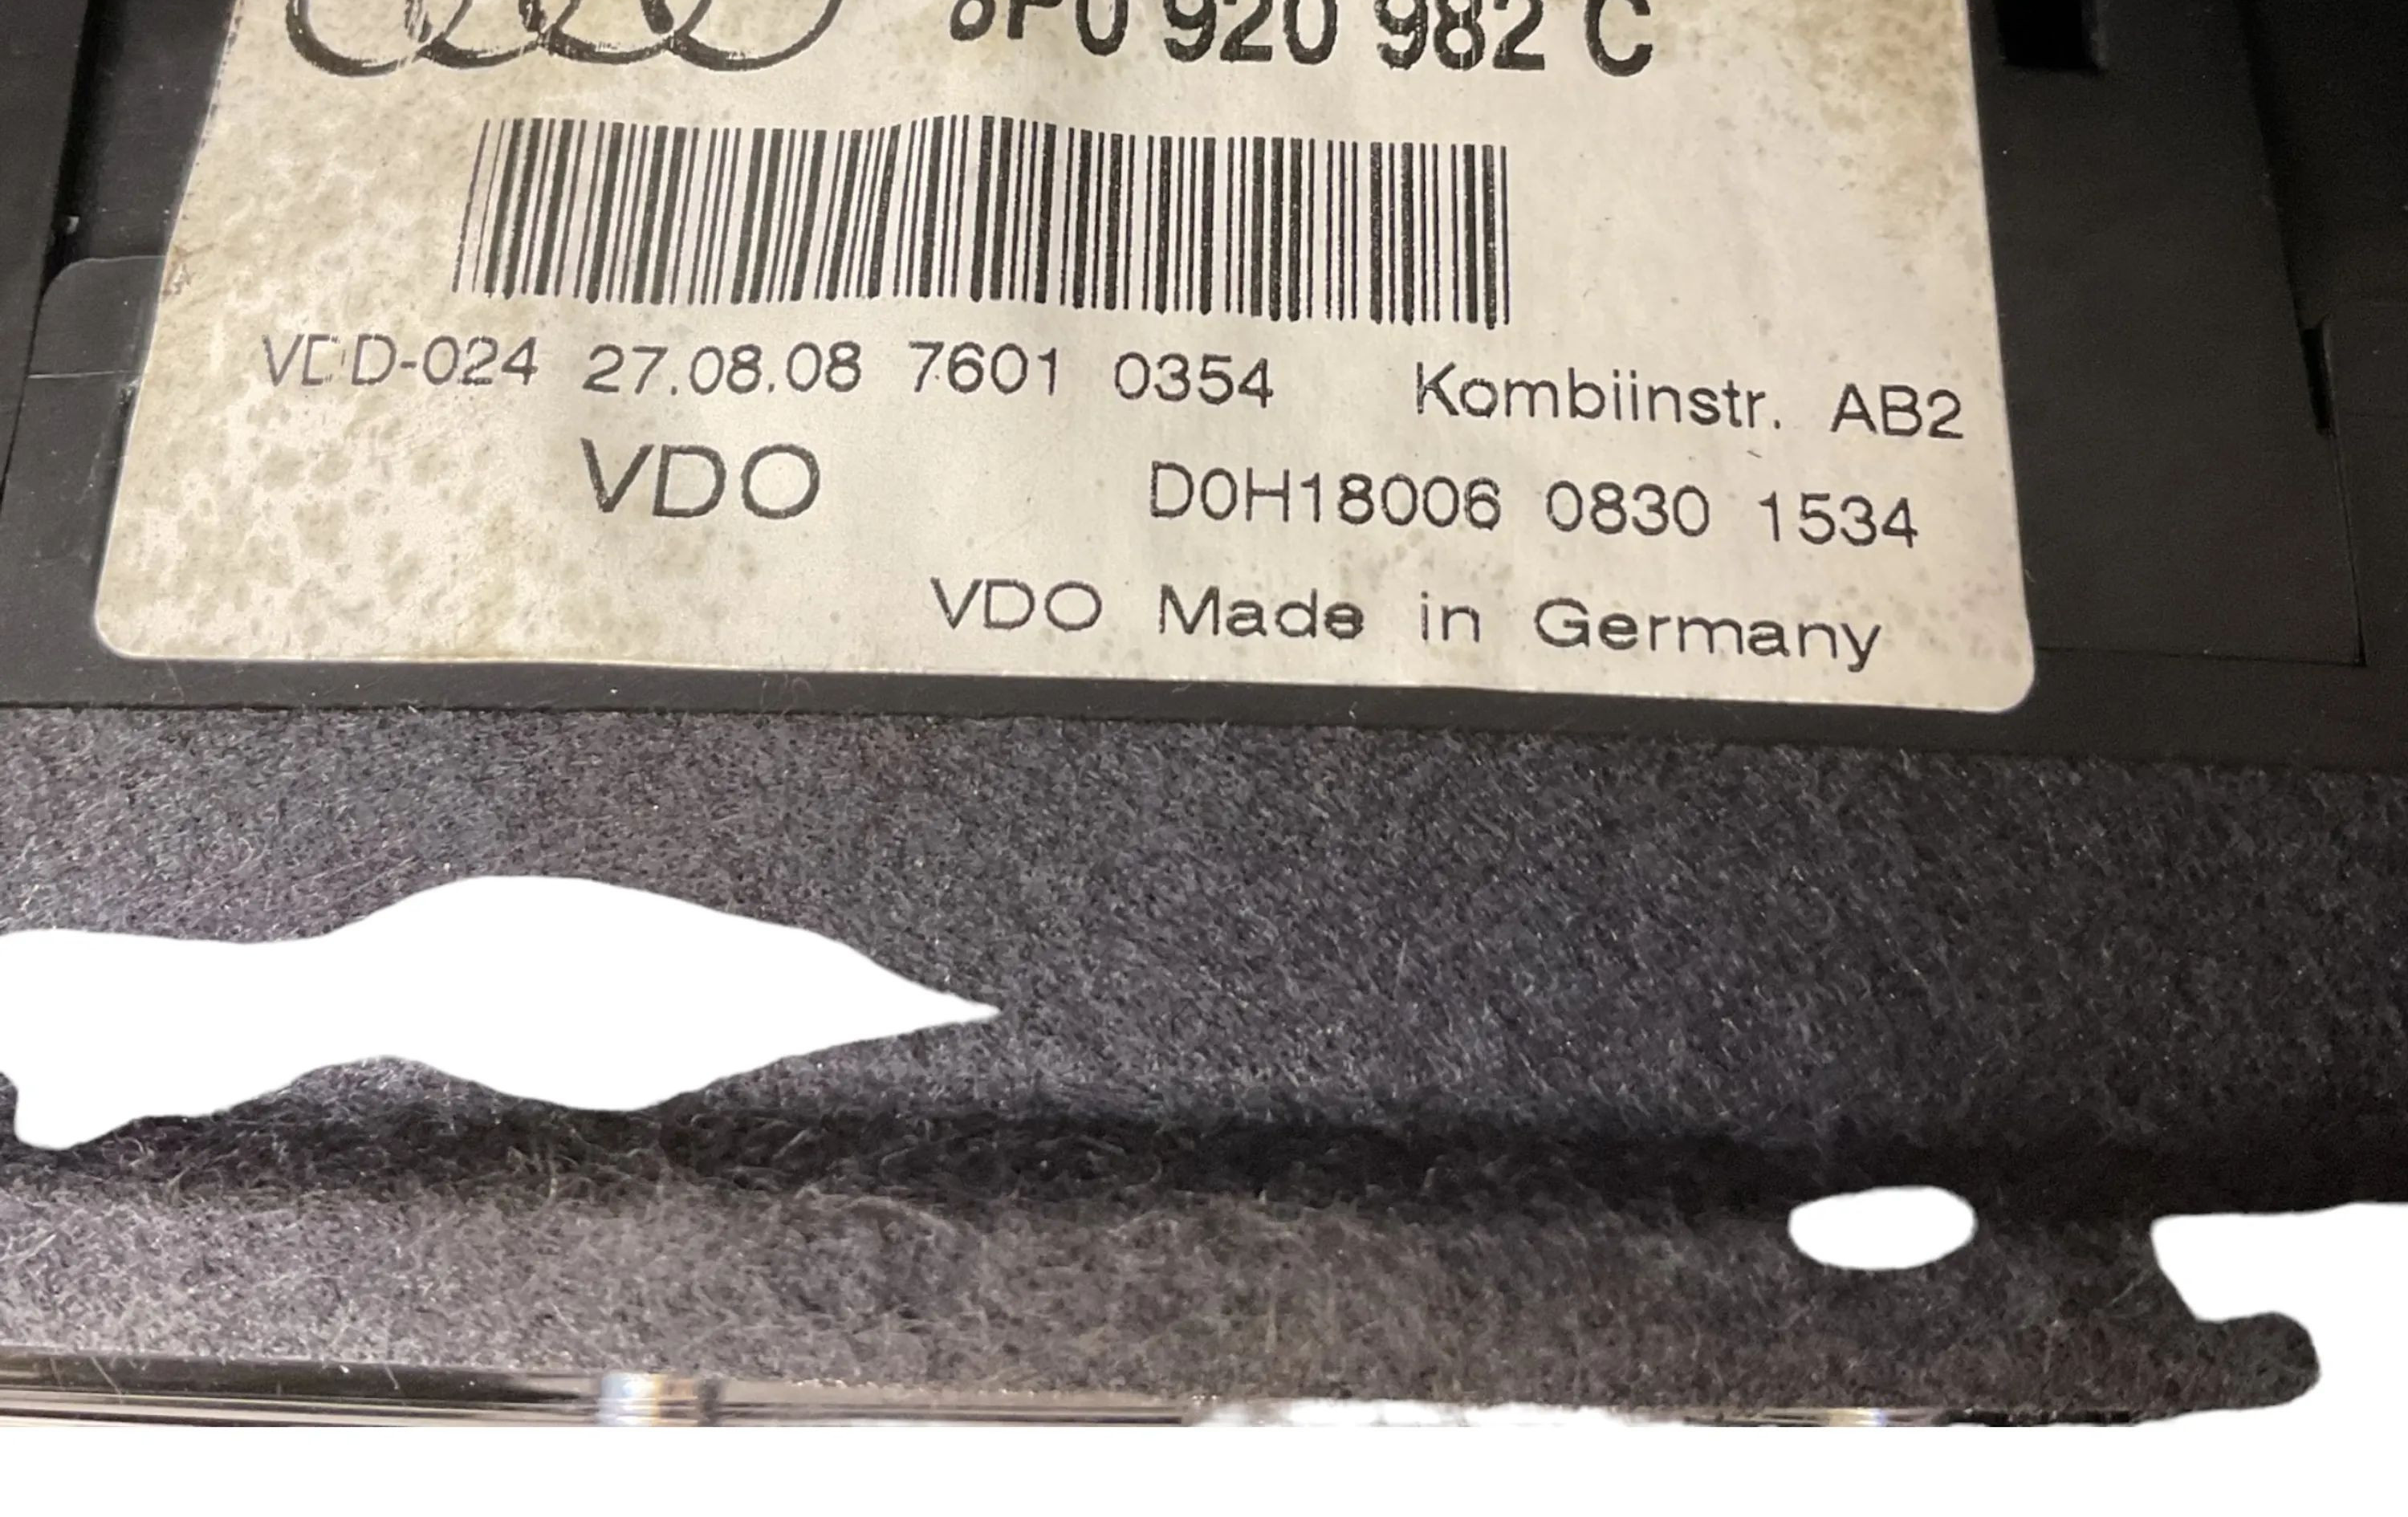 8P0 920 982 C
VDD-024 27.08.08 7601 0354 Kombiinstr. AB2
VDO D0H18006 0830 1534
VDO Made in Germany